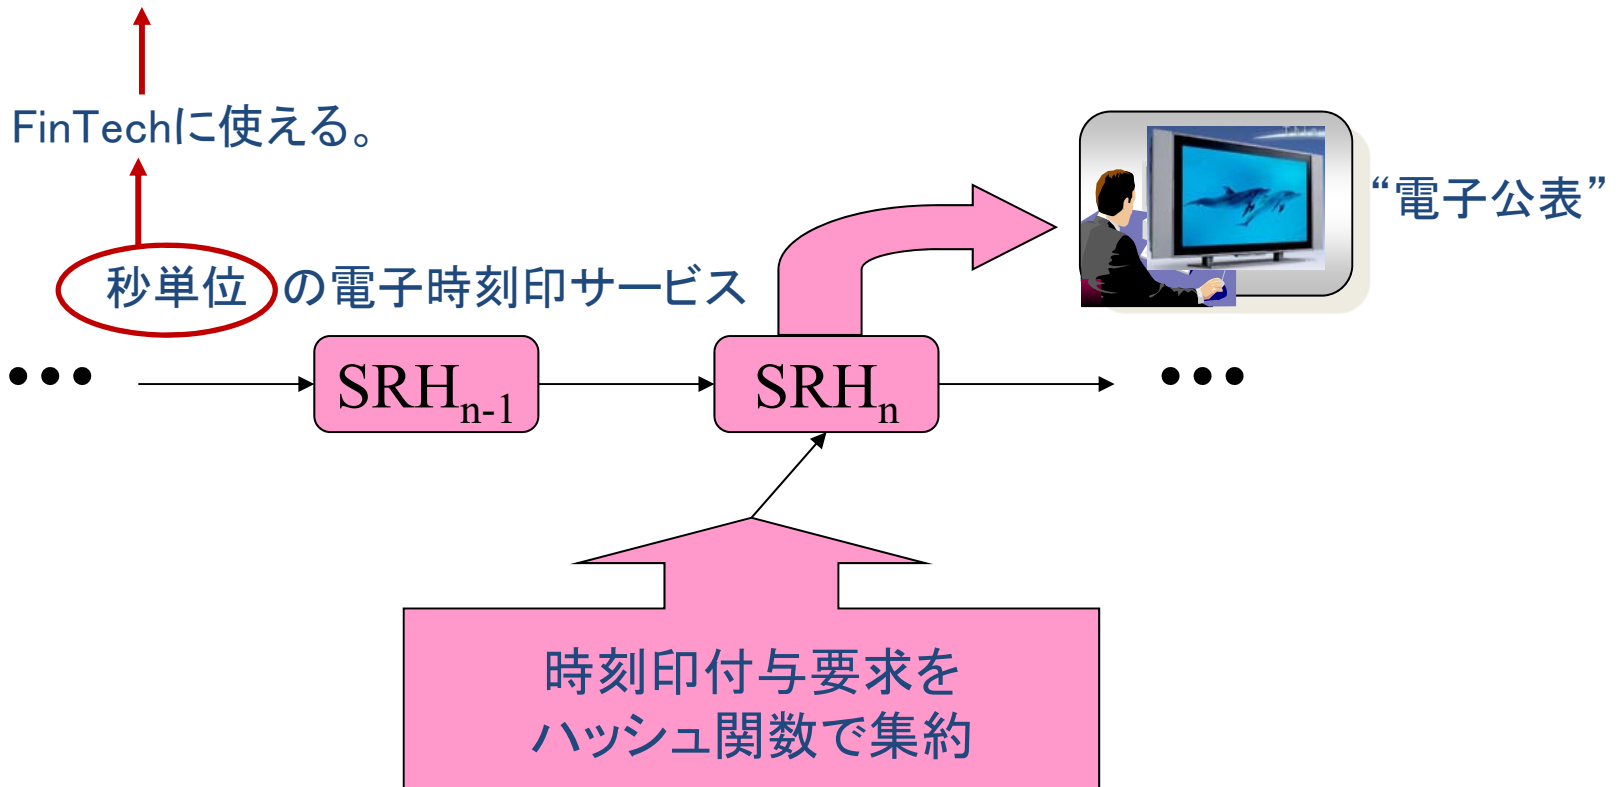 FinTechに使える。
“電子公表”
秒単位の電子時刻印サービス
••• SRHn-1 SRHn •••
時刻印付与要求を
ハッシュ関数で集約